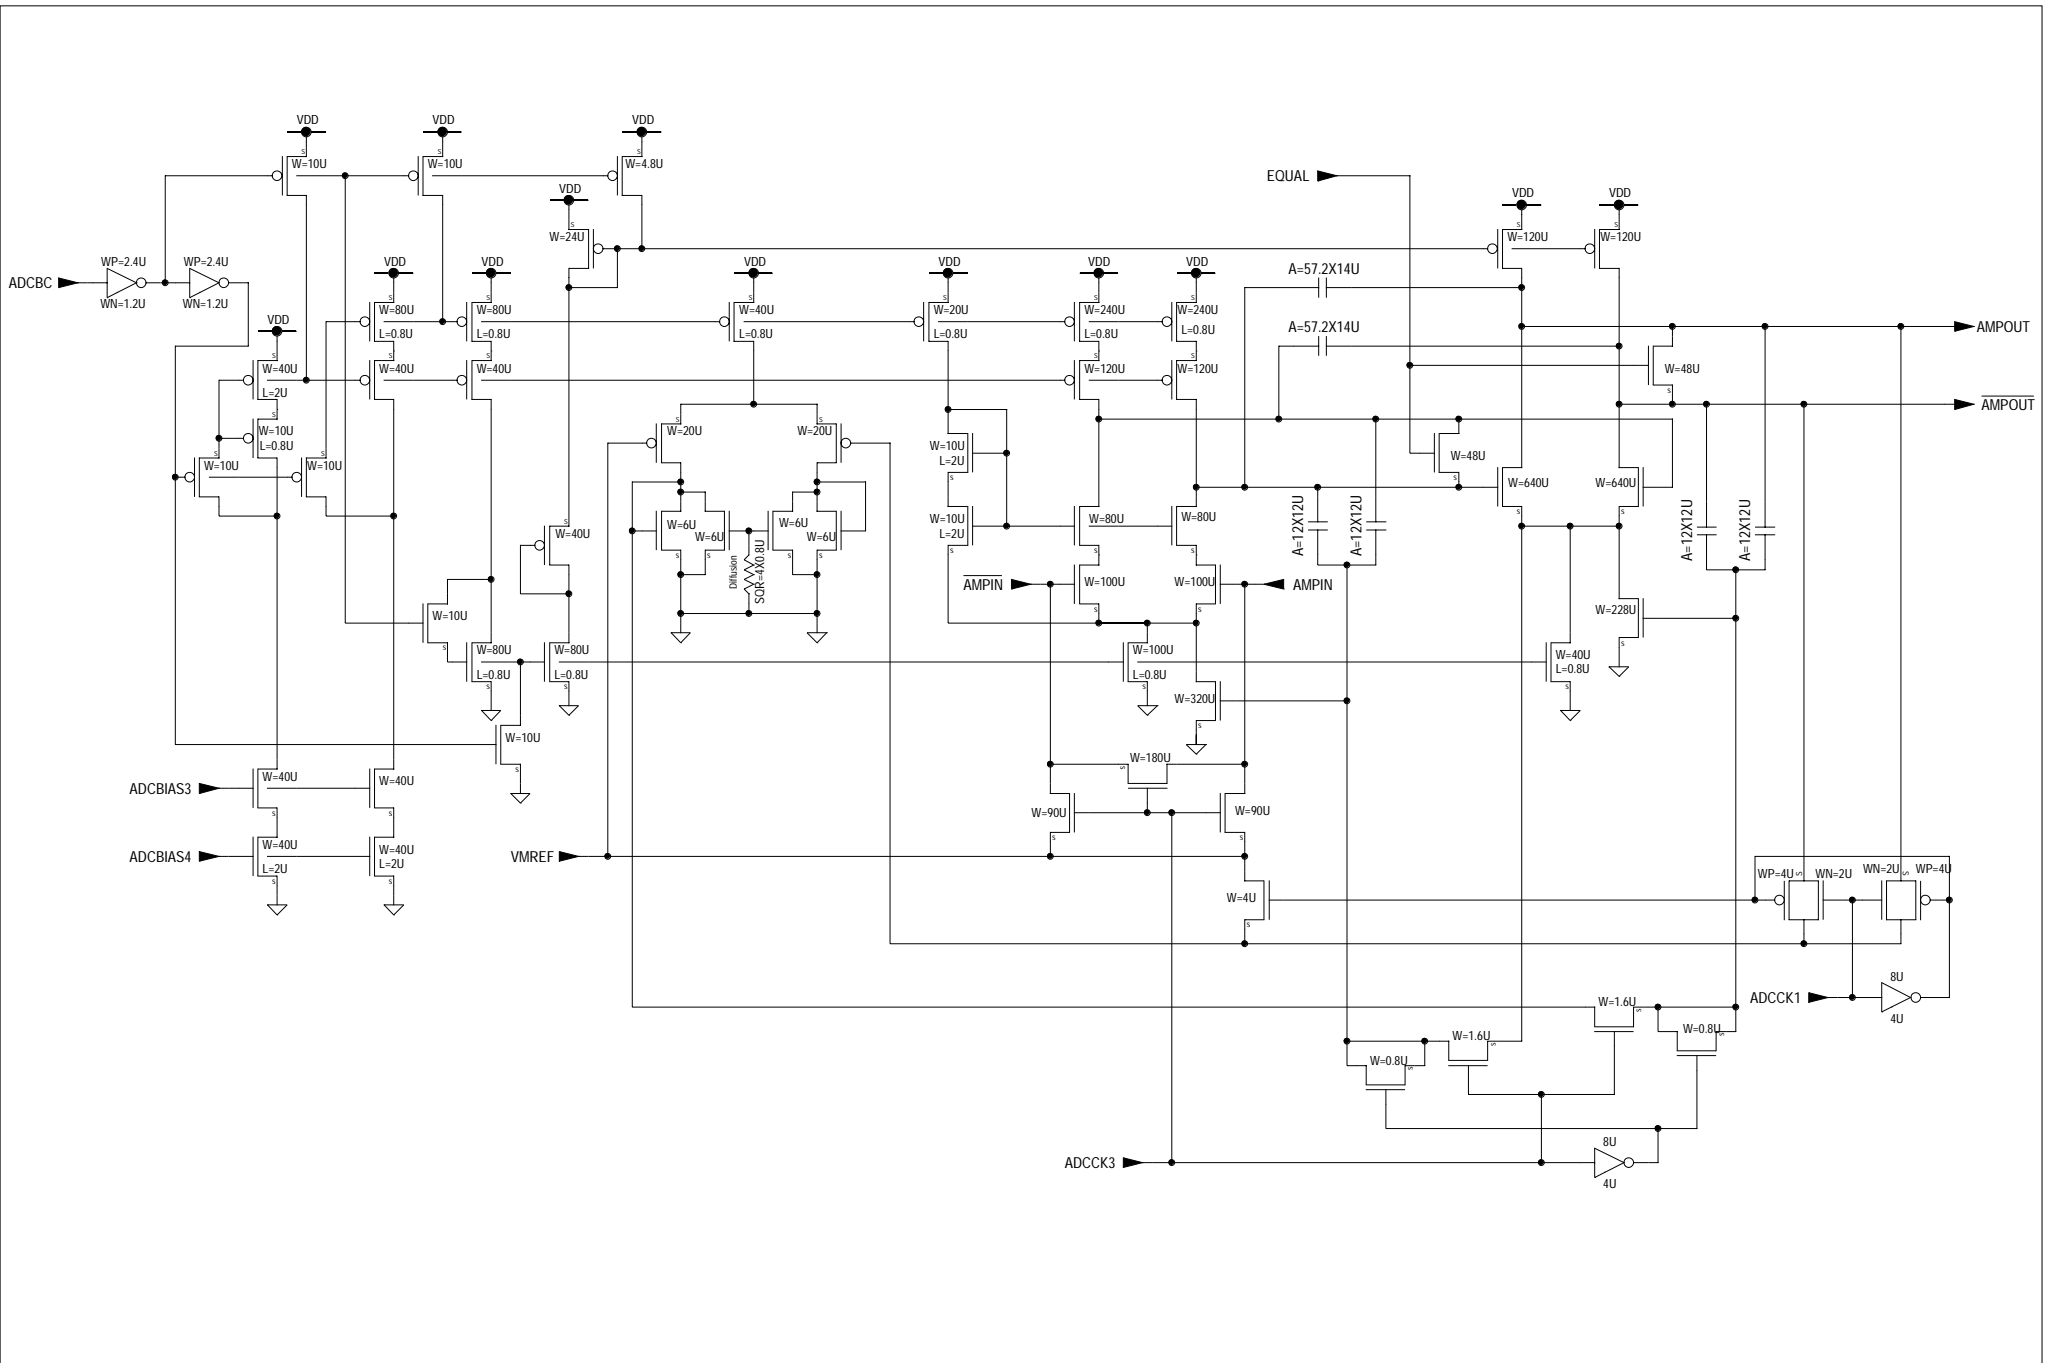 VDD
VDD
VDD
W=10U
W=10U
W=4.8U
EQUAL
VDD
VDD
VDD
W=24U
W=120U
W=120U
WP=2.4U
WP=2.4U
ADCBC
WN=1.2U
WN=1.2U
VDD
VDD
VDD
VDD
VDD
VDD
A=57.2X14U
VDD
W=80U
L=0.8U
W=80U
L=0.8U
W=40U
L=0.8U
W=20U
L=0.8U
W=240U
L=0.8U
W=240U
L=0.8U
A=57.2X14U
AMPOUT
W=40U
L=2U
W=40U
W=40U
W=120U
W=120U
W=48U
AMPOUT
W=10U
L=0.8U
W=20U
W=20U
W=10U
L=2U
W=48U
W=10U
W=10U
W=640U
W=640U
W=6U
W=6U
W=6U
W=6U
W=10U
L=2U
W=80U
W=80U
A=12X12U
A=12X12U
A=12X12U
A=12X12U
W=40U
Diffusion
SQR=4X0.8U
AMPIN
W=100U
W=100U
AMPIN
W=10U
W=228U
W=80U
L=0.8U
W=80U
L=0.8U
W=100U
L=0.8U
W=40U
L=0.8U
W=320U
W=10U
W=180U
ADCBIAS3
W=40U
W=40U
W=90U
W=90U
ADCBIAS4
W=40U
L=2U
W=40U
L=2U
VMREF
W=4U
WP=4U
WN=2U
WN=2U
WP=4U
ADCCK1
8U
4U
W=1.6U
W=0.8U
W=1.6U
W=0.8U
ADCCK3
8U
4U